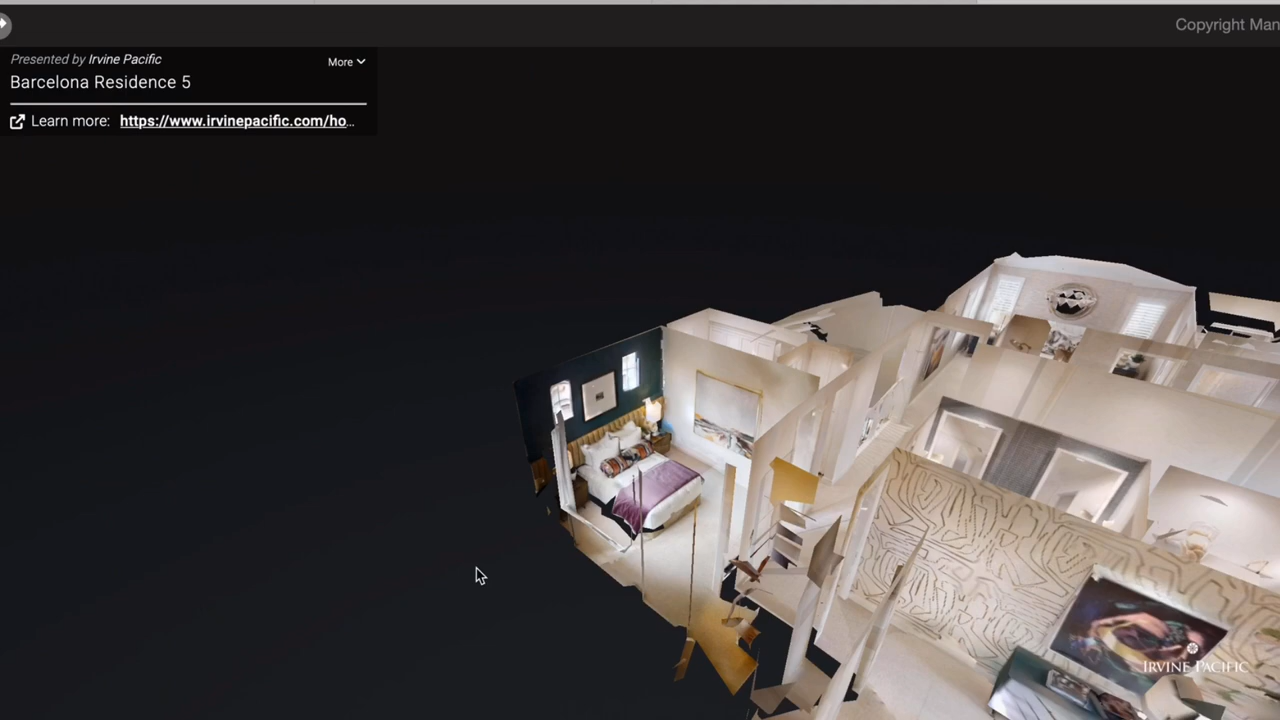 Copyright Man
Presented by Irvine Pacific
More
Barcelona Residence 5
Learn more: https://www.irvinepacific.com/ho...
IRVINE PACIFIC